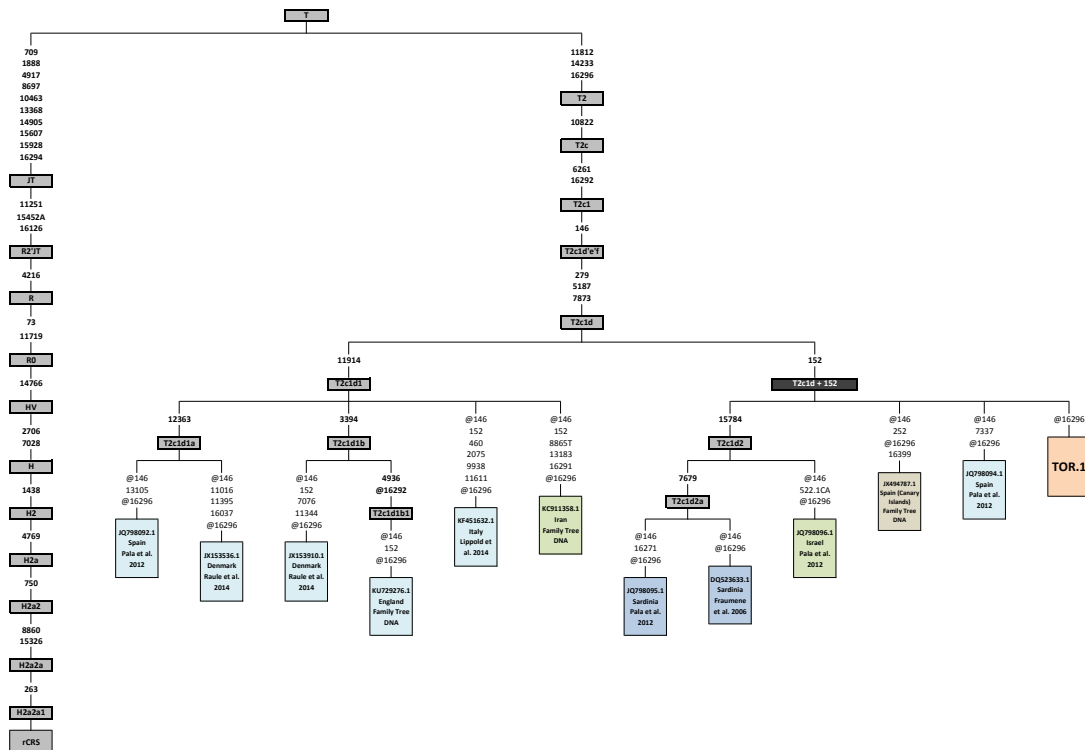 T
709
1888
4917
8697
10463
13368
14905
15607
15928
16294
JT
11251
15452A
16126
R2'JT
4216
R
73
11719
R0
14766
HV
2706
7028
H
1438
H2
4769
H2a
750
H2a2
8860
15326
H2a2a
263
H2a2a1
rCRS
11812
14233
16296
T2
10822
T2c
6261
16292
T2c1
146
T2c1d'e'f
279
5187
7873
T2c1d
11914
T2c1d1
12363
T2c1d1a
@146
13105
@16296
JQ798092.1
Spain
Pala et al.
2012
@146
11016
11395
16037
@16296
JX153536.1
Denmark
Raule et al.
2014
3394
T2c1d1b
@146
152
7076
11344
@16296
JX153910.1
Denmark
Raule et al.
2014
4936
@16292
T2c1d1b1
@146
152
@16296
KU729276.1
England
Family Tree
DNA
@146
152
460
2075
9938
11611
@16296
KF451632.1
Italy
Lippold et
al. 2014
@146
152
8865T
13183
16291
@16296
KC911358.1
Iran
Family Tree
DNA
152
T2c1d + 152
15784
T2c1d2
7679
T2c1d2a
@146
16271
@16296
JQ798095.1
Sardinia
Pala et al.
2012
@146
@16296
DQ523633.1
Sardinia
Fraumene
et al. 2006
@146
522.1CA
@16296
JQ798096.1
Israel
Pala et al.
2012
@146
252
@16296
16399
JX494787.1
Spain (Canary
Islands)
Family Tree
DNA
@146
7337
@16296
JQ798094.1
Spain
Pala et al.
2012
@16296
TOR.1